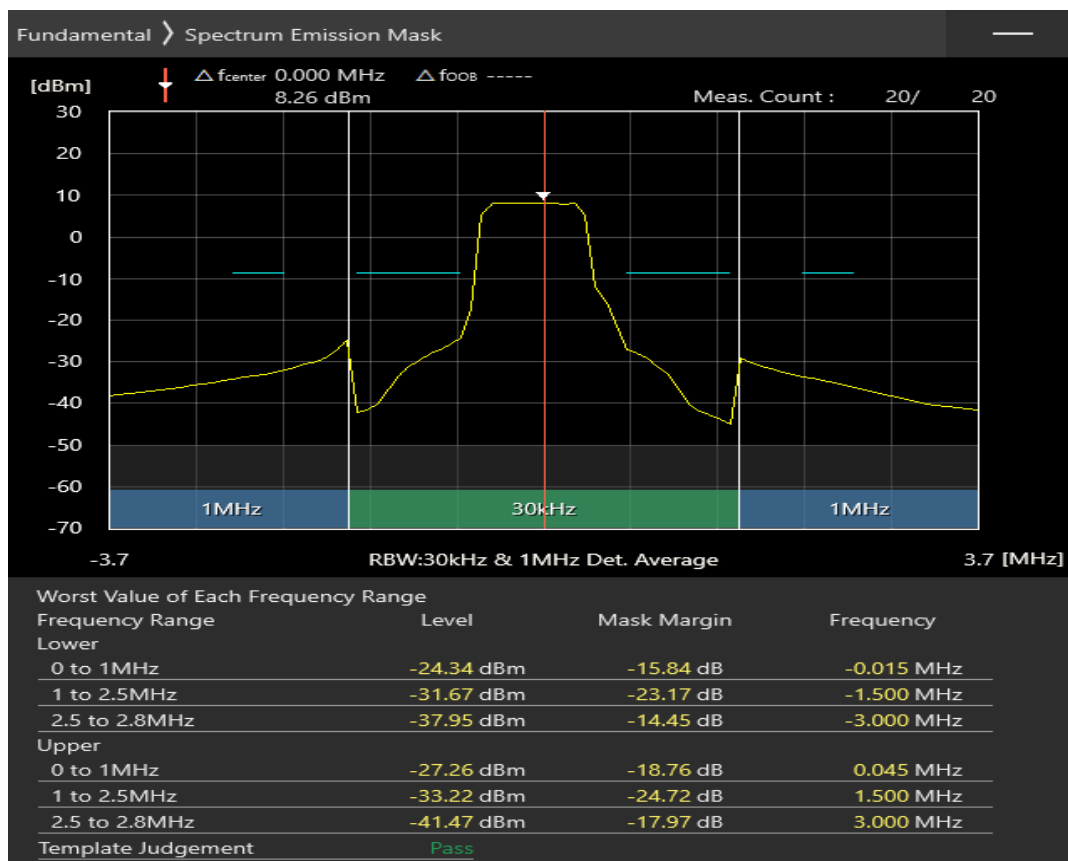 Fundamental ❯ Spectrum Emission Mask
△ fcenter 0.000 MHz △ fOOB -----
[dBm]
8.26 dBm Meas. Count : 20/ 20
30
20
10
0
-10
-20
-30
-40
-50
-60
1MHz 30kHz 1MHz
-70
-3.7 RBW:30kHz & 1MHz Det. Average 3.7 [MHz]
Worst Value of Each Frequency Range
Frequency Range Level Mask Margin Frequency
Lower
0 to 1MHz -24.34 dBm -15.84 dB -0.015 MHz
1 to 2.5MHz -31.67 dBm -23.17 dB -1.500 MHz
2.5 to 2.8MHz -37.95 dBm -14.45 dB -3.000 MHz
Upper
0 to 1MHz -27.26 dBm -18.76 dB 0.045 MHz
1 to 2.5MHz -33.22 dBm -24.72 dB 1.500 MHz
2.5 to 2.8MHz -41.47 dBm -17.97 dB 3.000 MHz
Template Judgement Pass